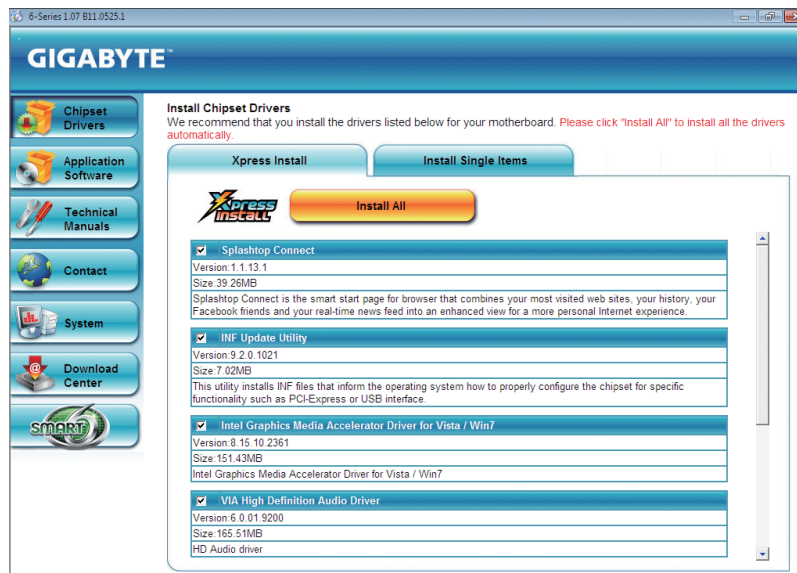 6-Series 1.07 B11.0525.1
GIGABYTE™
Chipset
Drivers
Application
Software
Technical
Manuals
Contact
System
Download
Center
SMART6
Install Chipset Drivers
We recommend that you install the drivers listed below for your motherboard. Please click "Install All" to install all the drivers
automatically.
Xpress Install
Install Single Items
Xpress
Install
Install All
Splashtop Connect
Version:1.1.13.1
Size:39.26MB
Splashtop Connect is the smart start page for browser that combines your most visited web sites, your history, your
Facebook friends and your real-time news feed into an enhanced view for a more personal Internet experience.
INF Update Utility
Version:9.2.0.1021
Size:7.02MB
This utility installs INF files that inform the operating system how to properly configure the chipset for specific
functionality such as PCI-Express or USB interface.
Intel Graphics Media Accelerator Driver for Vista / Win7
Version:8.15.10.2361
Size:151.43MB
Intel Graphics Media Accelerator Driver for Vista / Win7
VIA High Definition Audio Driver
Version:6.0.01.9200
Size:165.51MB
HD Audio driver